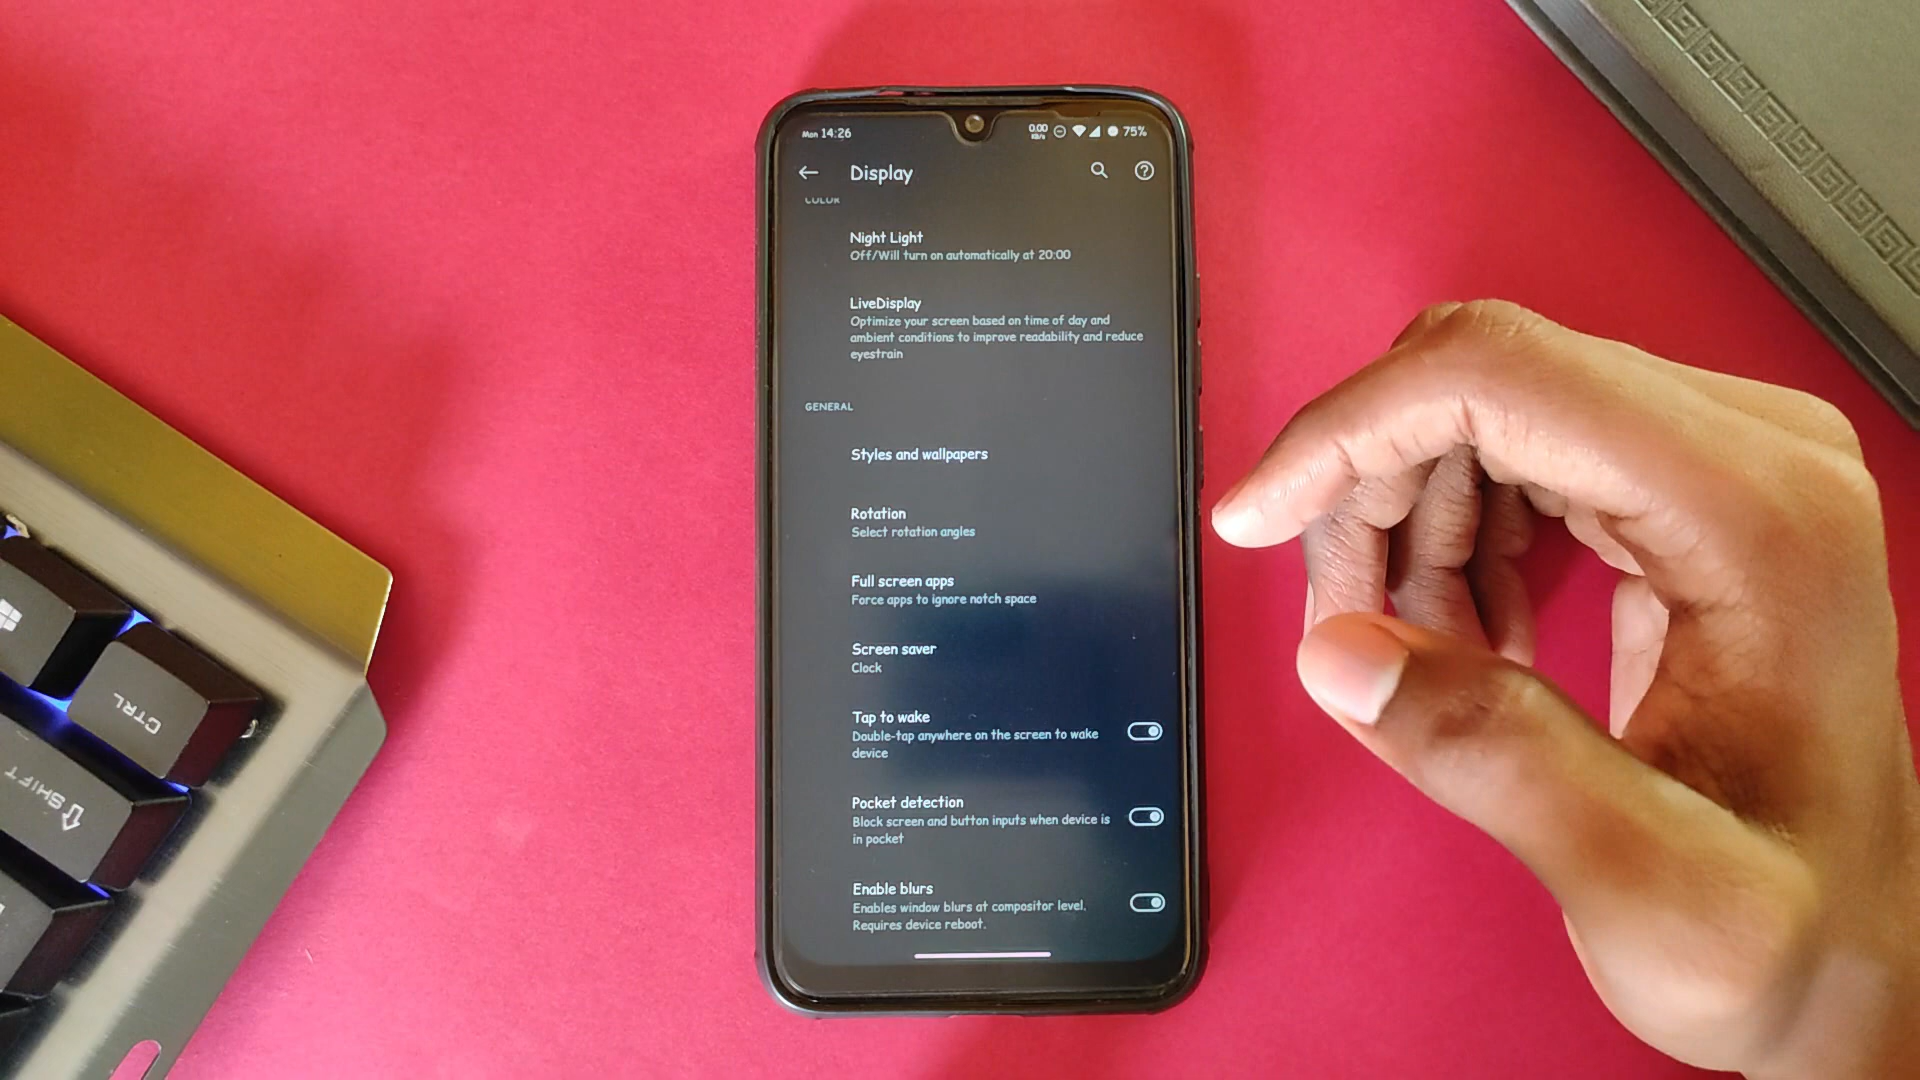 Mon 14:26
0.00
KB/s
75%
Display
COLOR
Night Light
Off/Will turn on automatically at 20:00
LiveDisplay
Optimize your screen based on time of day and
ambient conditions to improve readability and reduce
eyestrain
GENERAL
Styles and wallpapers
Rotation
Select rotation angles
Full screen apps
Force apps to ignore notch space
Screen saver
Clock
Tap to wake
Double-tap anywhere on the screen to wake
device
Pocket detection
Block screen and button inputs when device is
in pocket
Enable blurs
Enables window blurs at compositor level.
Requires device reboot.
CTRL
SHIFT